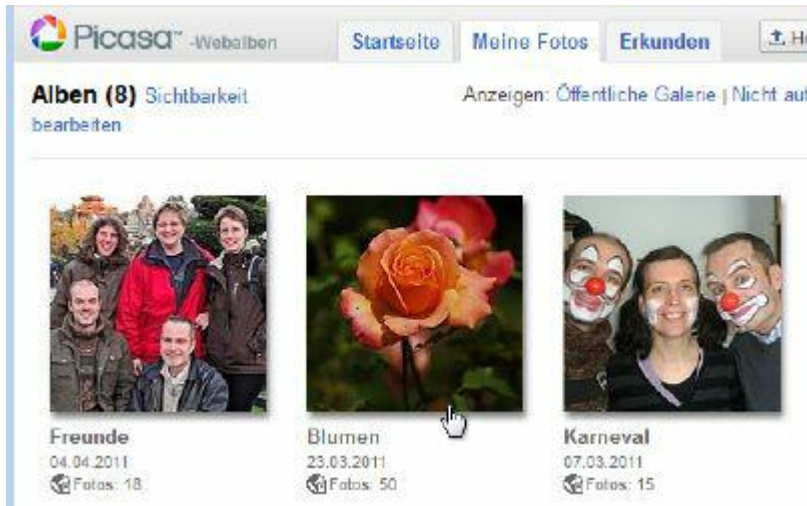 Picasa™ -Webalben
Startseite
Meine Fotos
Erkunden
Alben (8) Sichtbarkeit
bearbeiten
Anzeigen: Öffentliche Galerie | Nicht auf
Freunde
04.04.2011
Fotos: 18
Blumen
23.03.2011
Fotos: 50
Karneval
07.03.2011
Fotos: 15